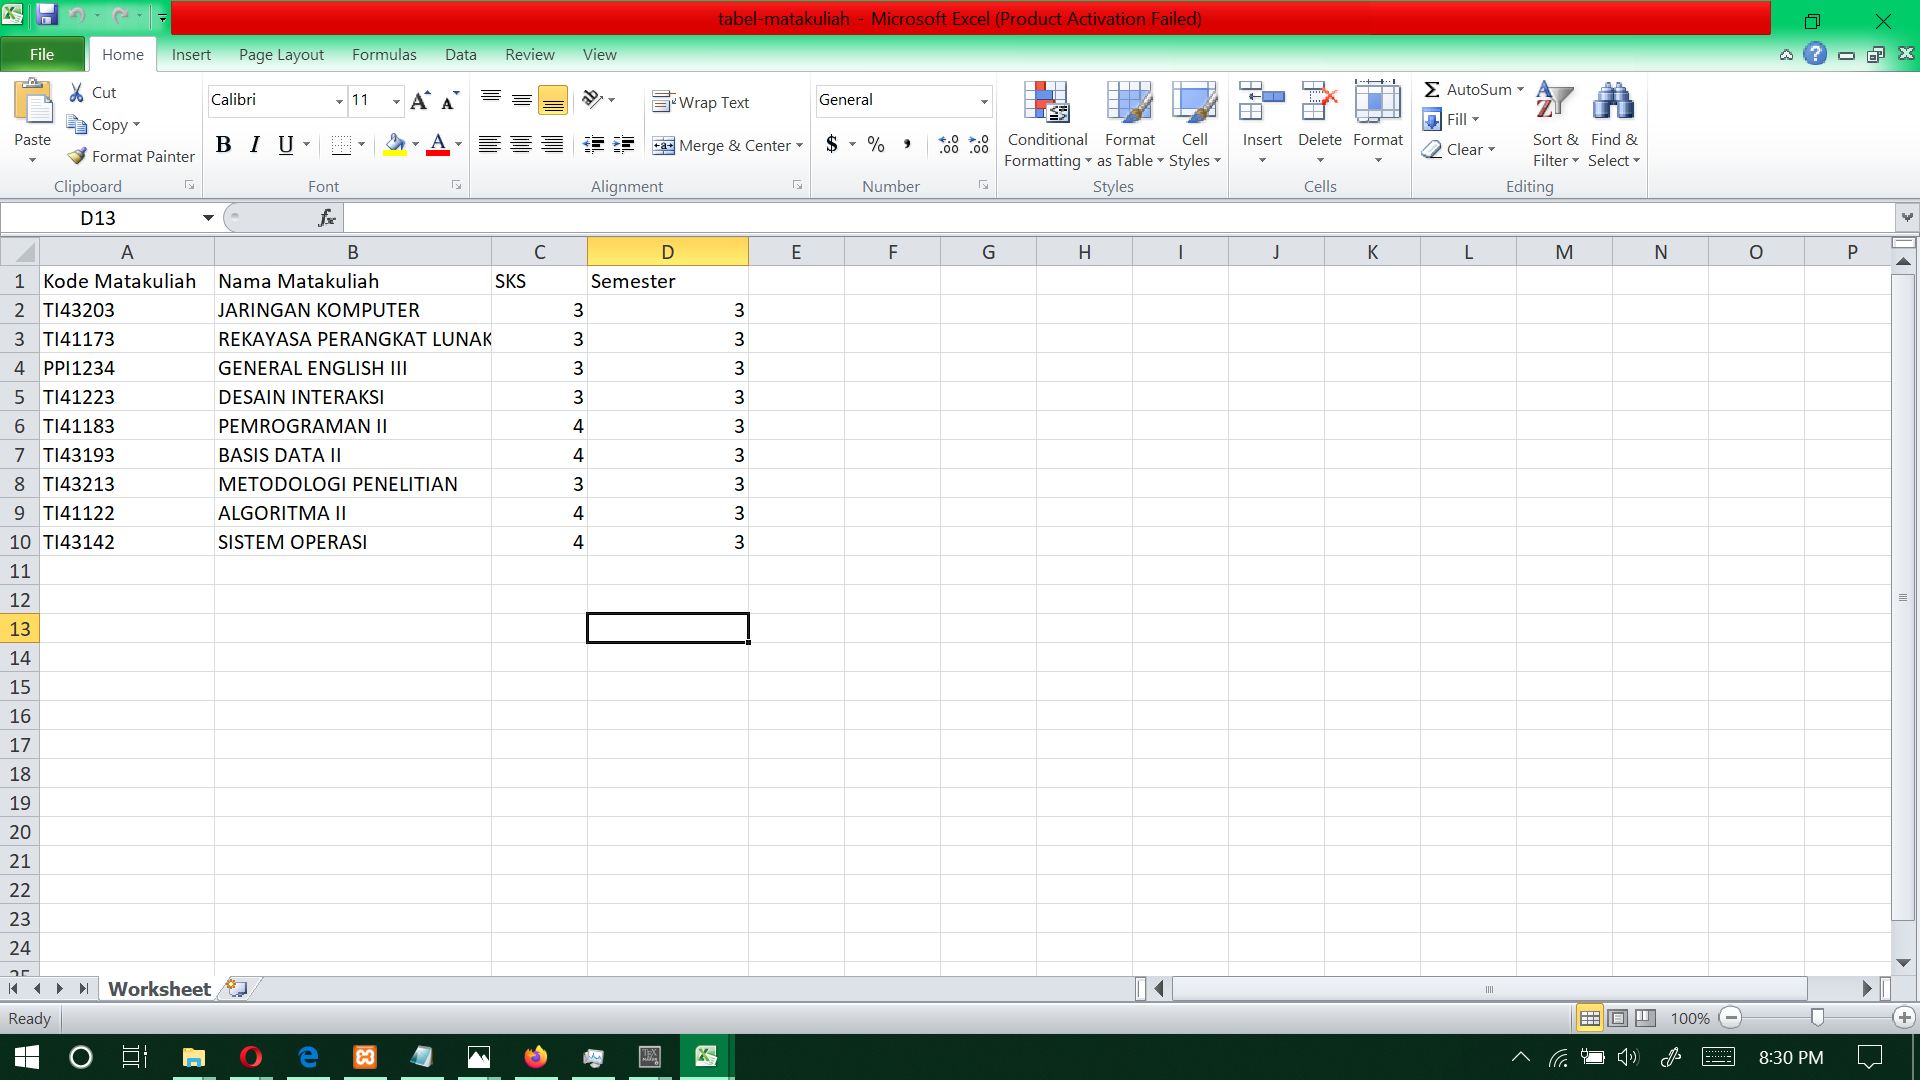 tabel-matakuliah - Microsoft Excel (Product Activation Failed)
File Home Insert Page Layout Formulas Data Review View
Paste
Cut
Copy
Format Painter
Clipboard
Calibri 11
B I U
Font
Wrap Text
Merge & Center
Alignment
General
$ % ,
Number
Conditional Formatting
Format as Table
Cell Styles
Styles
Insert Delete Format
Cells
AutoSum
Fill
Clear
Sort & Filter
Find & Select
Editing
D13 fx
A B C D E F G H I J K L M N O P
1 Kode Matakuliah Nama Matakuliah SKS Semester
2 TI43203 JARINGAN KOMPUTER 3 3
3 TI41173 REKAYASA PERANGKAT LUNAK 3 3
4 PPI1234 GENERAL ENGLISH III 3 3
5 TI41223 DESAIN INTERAKSI 3 3
6 TI41183 PEMROGRAMAN II 4 3
7 TI43193 BASIS DATA II 4 3
8 TI43213 METODOLOGI PENELITIAN 3 3
9 TI41122 ALGORITMA II 4 3
10 TI43142 SISTEM OPERASI 4 3
11
12
13
14
15
16
17
18
19
20
21
22
23
24
25
Worksheet
Ready 100%
8:30 PM